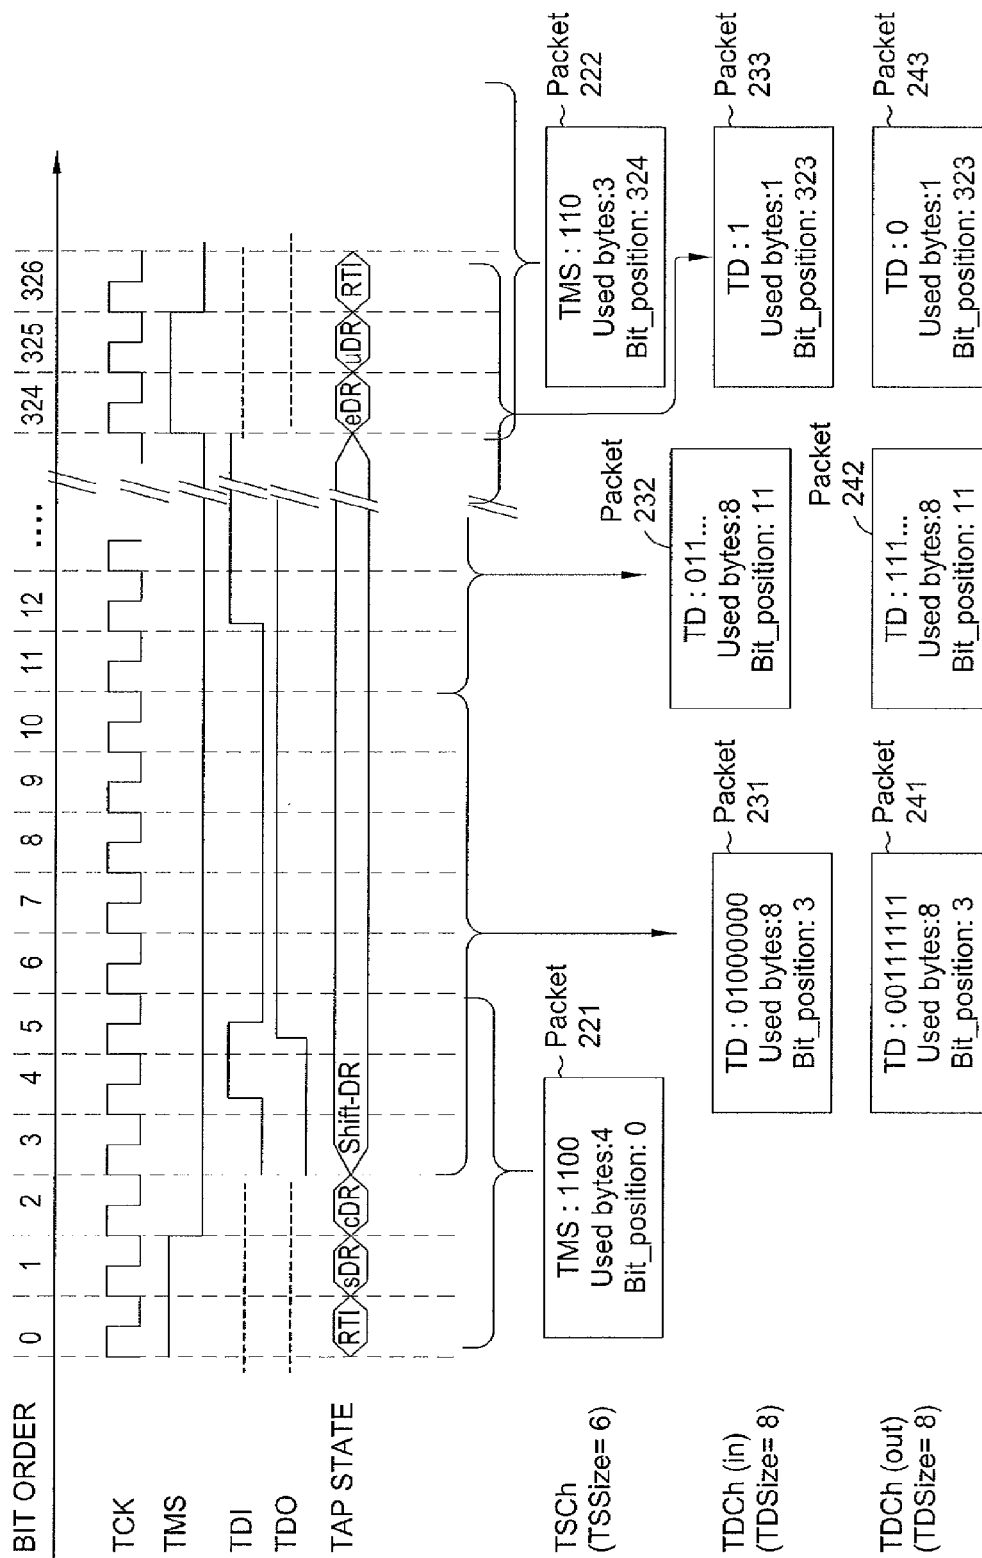 BIT ORDER
0 1 2 3 4 5 6 7 8 9 10 11 12 .... 324 325 326
TCK
TMS
TDI
TDO
TAP STATE
RTI sDR cDR Shift-DR eDR uDR RTI
TSCh
(TSSize= 6)
TMS : 1100
Used bytes:4
Bit_position: 0
Packet
221
TMS : 110
Used bytes:3
Bit_position: 324
Packet
222
TDCh (in)
(TDSize= 8)
TD : 01000000
Used bytes:8
Bit_position: 3
Packet
231
TD : 011...
Used bytes:8
Bit_position: 11
Packet
232
TD : 1
Used bytes:1
Bit_position: 323
Packet
233
TDCh (out)
(TDSize= 8)
TD : 00111111
Used bytes:8
Bit_position: 3
Packet
241
TD : 111...
Used bytes:8
Bit_position: 11
Packet
242
TD : 0
Used bytes:1
Bit_position: 323
Packet
243